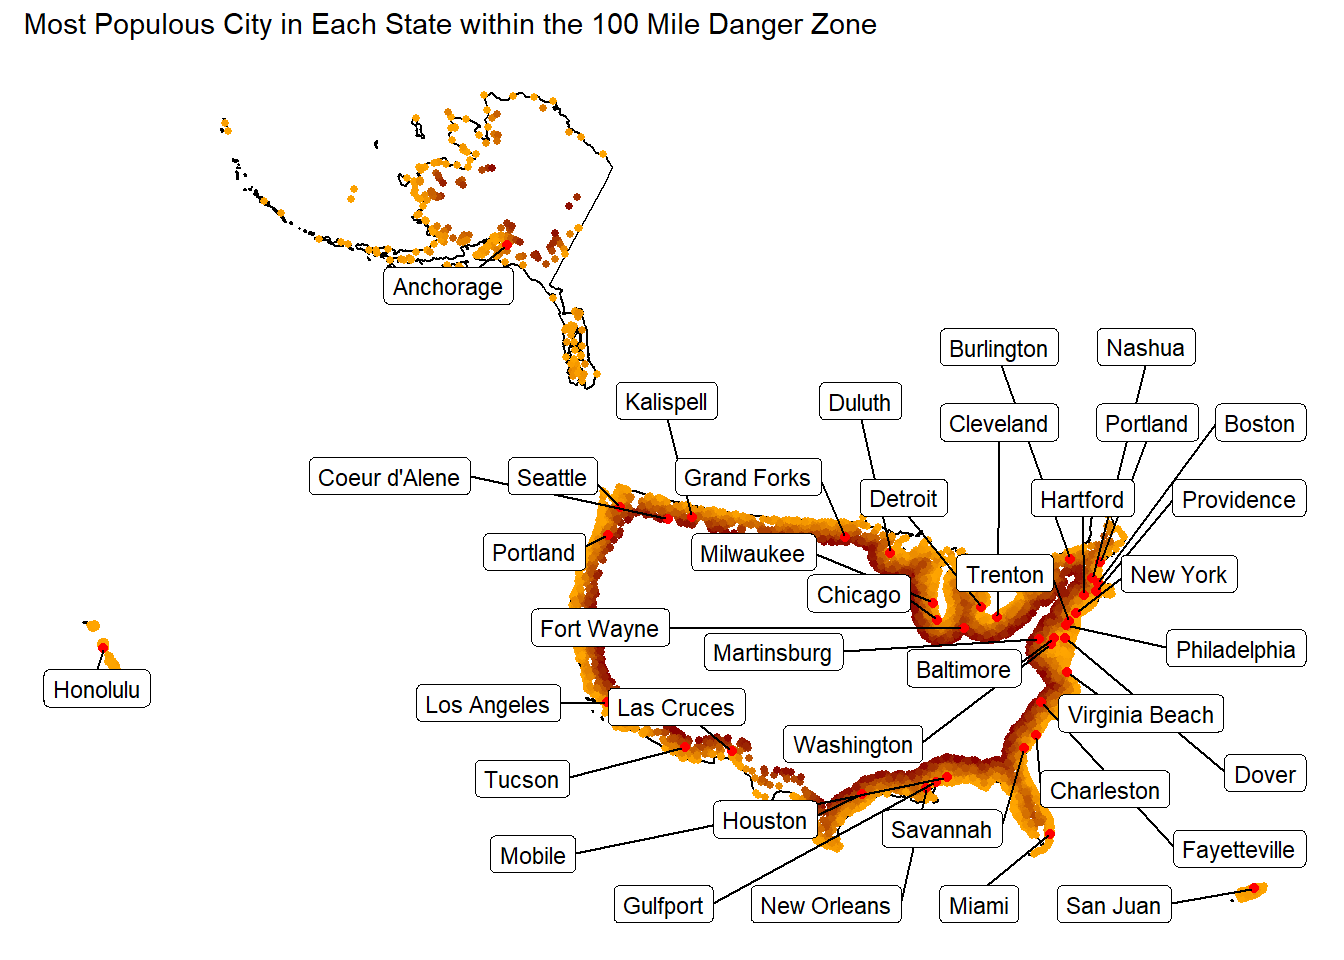 Most Populous City in Each State within the 100 Mile Danger Zone
Anchorage
Burlington
Nashua
Kalispell
Duluth
Cleveland
Portland
Boston
Coeur d'Alene
Seattle
Grand Forks
Detroit
Hartford
Providence
Portland
Milwaukee
Trenton
New York
Chicago
Fort Wayne
Martinsburg
Baltimore
Philadelphia
Honolulu
Los Angeles
Las Cruces
Virginia Beach
Washington
Tucson
Dover
Charleston
Houston
Savannah
Mobile
Fayetteville
Gulfport
New Orleans
Miami
San Juan